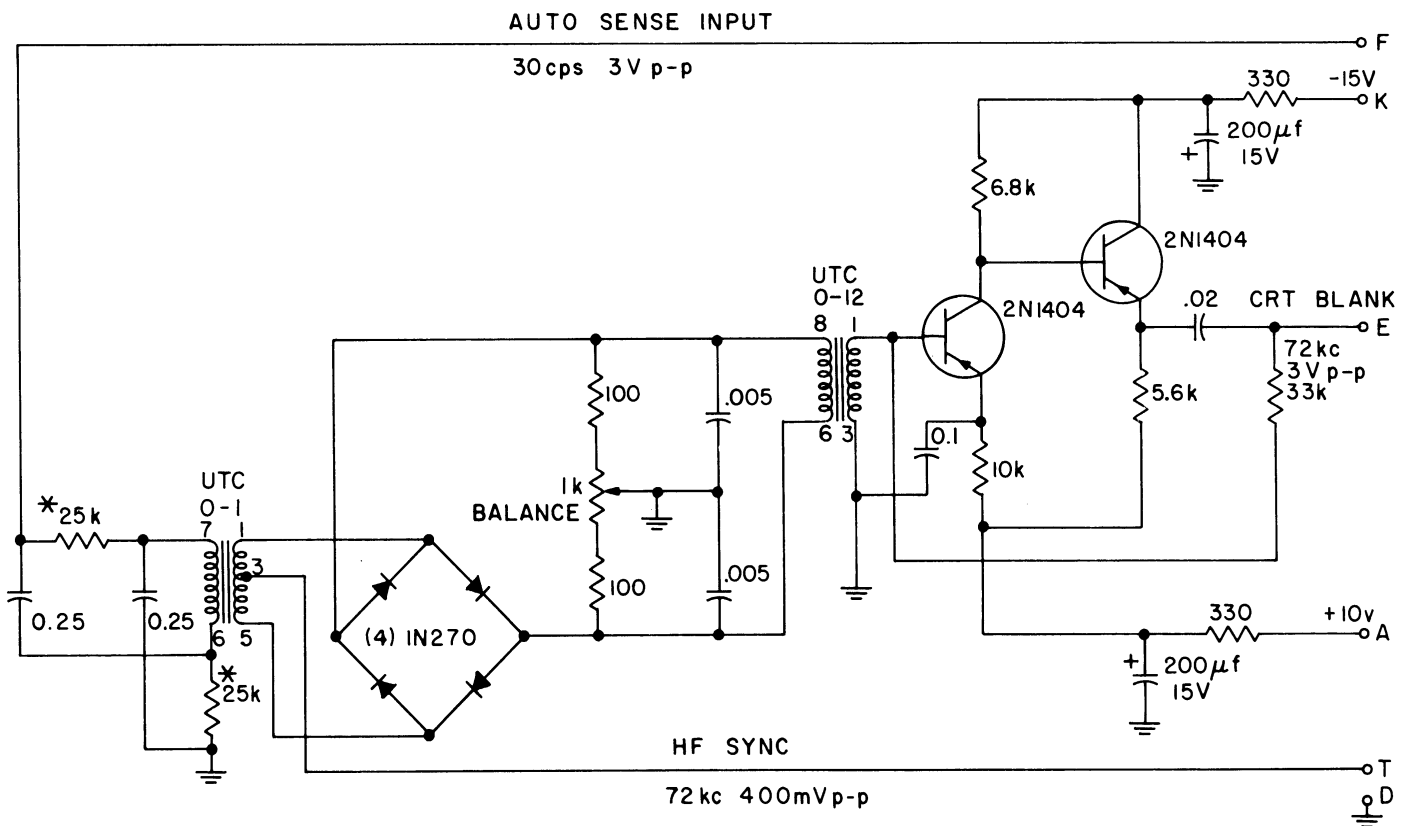 AUTO SENSE INPUT
F
30cps 3V p-p
330
-15V
K
200μf
15V
+
6.8k
2N1404
UTC
0-12
8 1
2N1404
.02
CRT BLANK
E
72kc
3V p-p
33k
5.6k
100
.005
6 3
0.1
10k
1k
BALANCE
UTC
0-1
7 1
*25k
3
100
.005
0.25
0.25
6 5
(4) 1N270
*
25k
330
+10v
A
+
200μf
15V
HF SYNC
T
72kc 400mVp-p
D